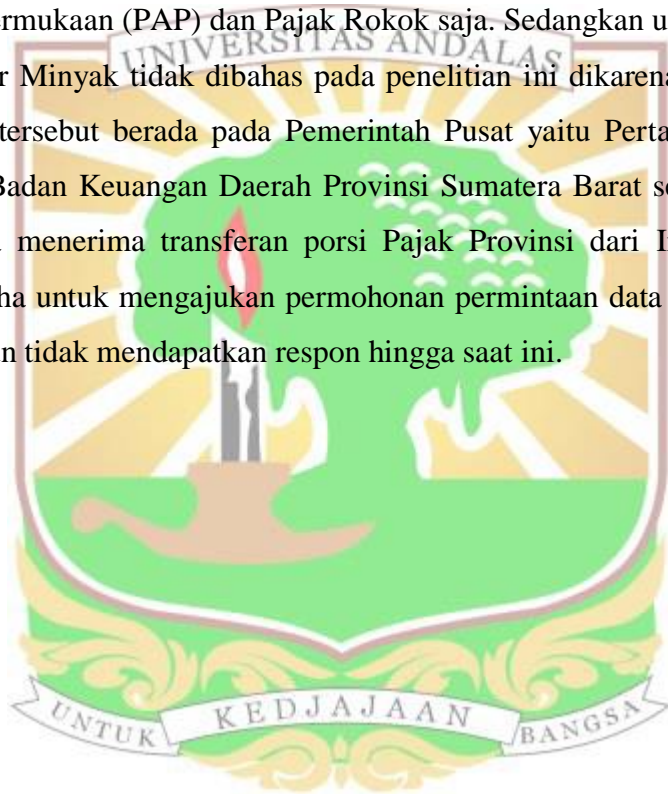 ermukaan (PAP) dan Pajak Rokok saja. Sedangkan u
UNIVERSITAS ANDALAS
r Minyak tidak dibahas pada penelitian ini dikarena
tersebut berada pada Pemerintah Pusat yaitu Perta
Badan Keuangan Daerah Provinsi Sumatera Barat se
menerima transferan porsi Pajak Provinsi dari I
ha untuk mengajukan permohonan permintaan data
n tidak mendapatkan respon hingga saat ini.
UNTUK KEDJAJAAN BANGSA